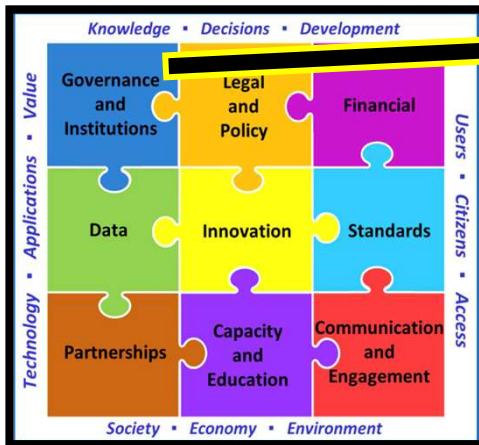 Knowledge ▪ Decisions ▪ Development
Technology ▪ Applications ▪ Value
Users ▪ Citizens ▪ Access
Governance
and
Institutions
Legal
and
Policy
Financial
Data
Innovation
Standards
Partnerships
Capacity
and
Education
Communication
and
Engagement
Society ▪ Economy ▪ Environment